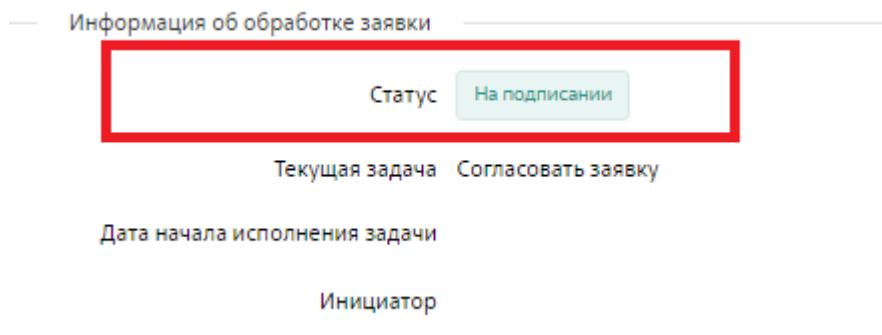 Информация об обработке заявки
Статус На подписании
Текущая задача Согласовать заявку
Дата начала исполнения задачи
Инициатор